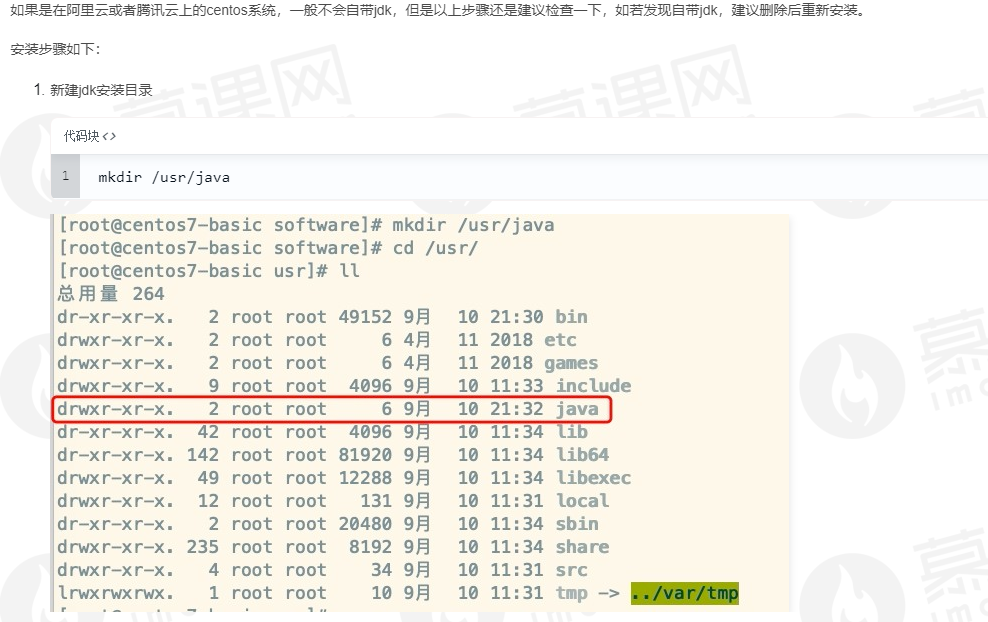 如果是在阿里云或者腾讯云上的centos系统，一般不会自带jdk，但是以上步骤还是建议检查一下，如若发现自带jdk，建议删除后重新安装。
安装步骤如下：
1. 新建jdk安装目录
代码块<>
1 mkdir /usr/java
[root@centos7-basic software]# mkdir /usr/java
[root@centos7-basic software]# cd /usr/
[root@centos7-basic usr]# ll
总用量 264
dr-xr-xr-x.   2 root root 49152 9月  10 21:30 bin
drwxr-xr-x.   2 root root     6 4月  11 2018 etc
drwxr-xr-x.   2 root root     6 4月  11 2018 games
drwxr-xr-x.   9 root root  4096 9月  10 11:33 include
drwxr-xr-x.   2 root root     6 9月  10 21:32 java
dr-xr-xr-x.  42 root root  4096 9月  10 11:34 lib
dr-xr-xr-x. 142 root root 81920 9月  10 11:34 lib64
drwxr-xr-x.  49 root root 12288 9月  10 11:34 libexec
drwxr-xr-x.  12 root root   131 9月  10 11:31 local
dr-xr-xr-x.   2 root root 20480 9月  10 11:34 sbin
drwxr-xr-x. 235 root root  8192 9月  10 11:34 share
drwxr-xr-x.   4 root root    34 9月  10 11:31 src
lrwxrwxrwx.   1 root root    10 9月  10 11:31 tmp -> ../var/tmp
慕课网
慕课网